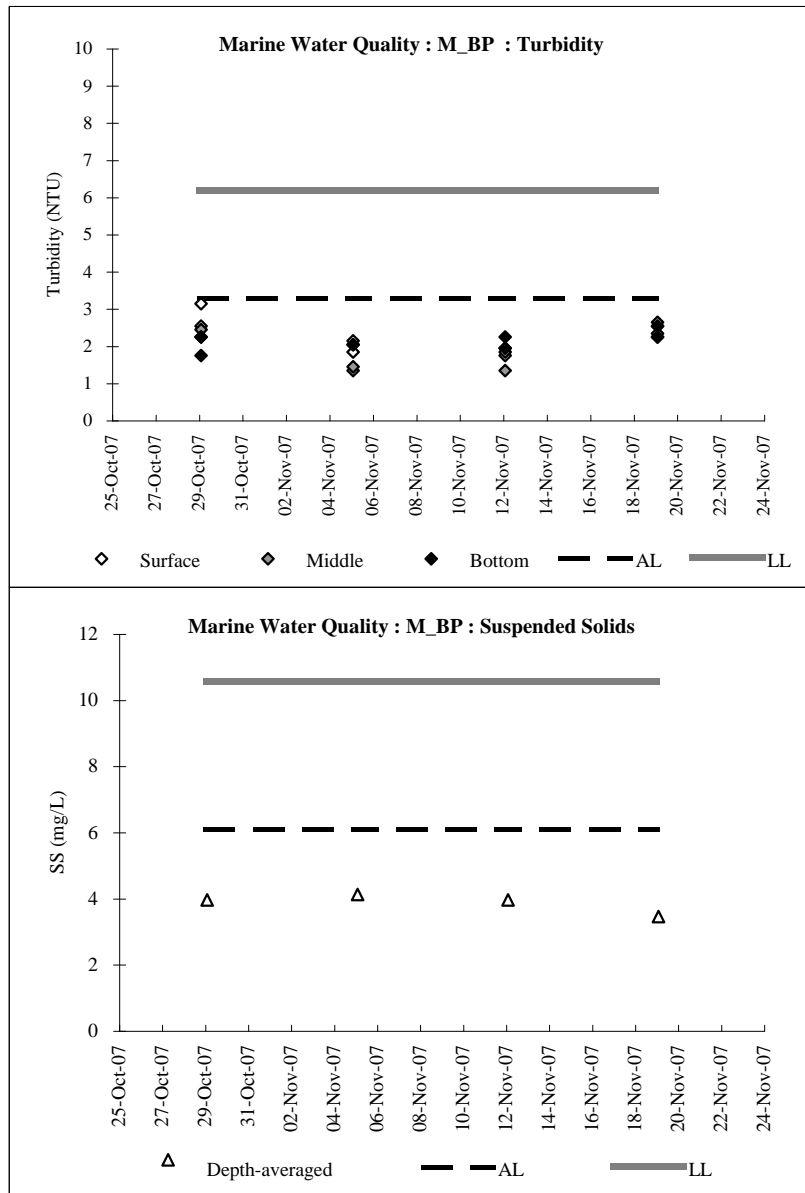 Marine Water Quality : M_BP : Turbidity
10
9
8
7
6
5
4
3
2
1
0
Turbidity (NTU)
25-Oct-07
27-Oct-07
29-Oct-07
31-Oct-07
02-Nov-07
04-Nov-07
06-Nov-07
08-Nov-07
10-Nov-07
12-Nov-07
14-Nov-07
16-Nov-07
18-Nov-07
20-Nov-07
22-Nov-07
24-Nov-07
Surface Middle Bottom AL LL
Marine Water Quality : M_BP : Suspended Solids
12
10
8
6
4
2
0
SS (mg/L)
25-Oct-07
27-Oct-07
29-Oct-07
31-Oct-07
02-Nov-07
04-Nov-07
06-Nov-07
08-Nov-07
10-Nov-07
12-Nov-07
14-Nov-07
16-Nov-07
18-Nov-07
20-Nov-07
22-Nov-07
24-Nov-07
Depth-averaged AL LL